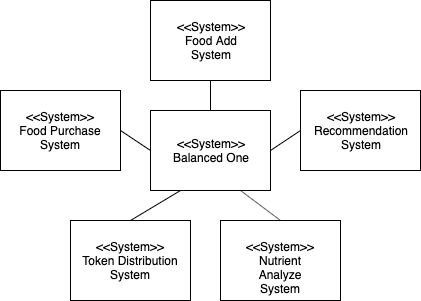 <<System>>
Food Add
System
<<System>>
Food Purchase
System
<<System>>
Balanced One
<<System>>
Recommendation
System
<<System>>
Token Distribution
System
<<System>>
Nutrient
Analyze
System